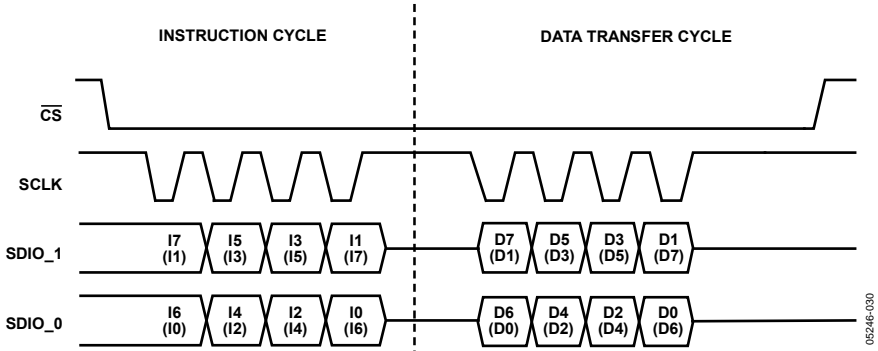 INSTRUCTION CYCLE DATA TRANSFER CYCLE
CS
SCLK
SDIO_1 I7 I5 I3 I1 D7 D5 D3 D1
(I1) (I3) (I5) (I7) (D1) (D3) (D5) (D7)
SDIO_0 I6 I4 I2 I0 D6 D4 D2 D0
(I0) (I2) (I4) (I6) (D0) (D2) (D4) (D6)
05246-030